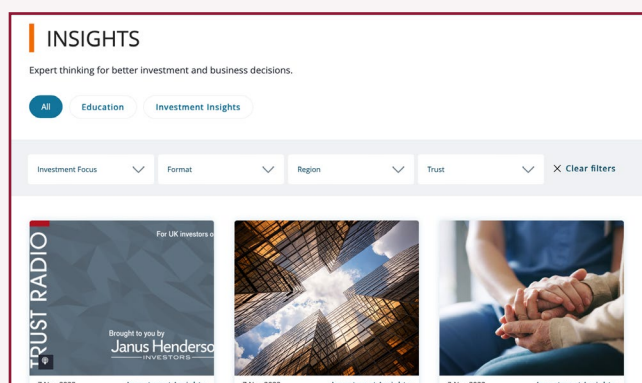 INSIGHTS
Expert thinking for better investment and business decisions.
All
Education
Investment Insights
Investment Focus
Format
Region
Trust
Clear filters
TRUST RADIO
For UK investors o
Brought to you by
Janus Henderso
INVESTORS